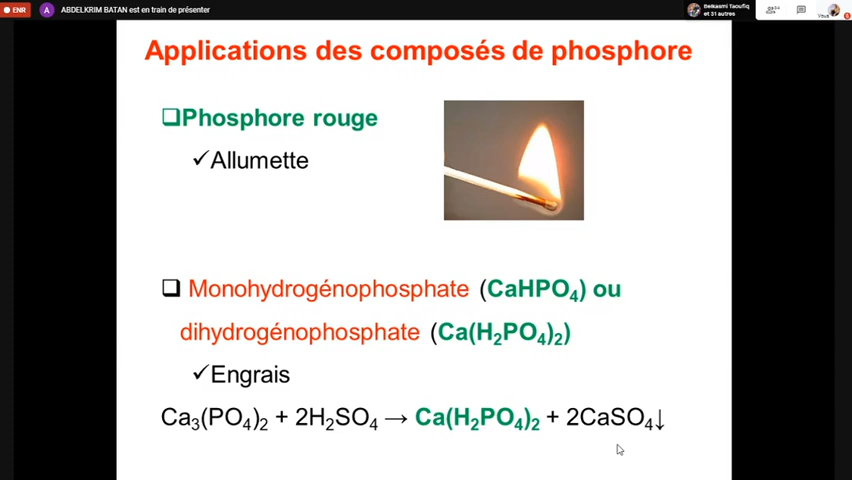 ENR
A ABDELKRIM BATAN est en train de présenter
Belkasmi Taoufiq
et 31 autres
Vous
Applications des composés de phosphore
❑Phosphore rouge
✓Allumette
❑ Monohydrogénophosphate (CaHPO₄) ou
dihydrogénophosphate (Ca(H₂PO₄)₂)
✓Engrais
Ca₃(PO₄)₂ + 2H₂SO₄ → Ca(H₂PO₄)₂ + 2CaSO₄↓